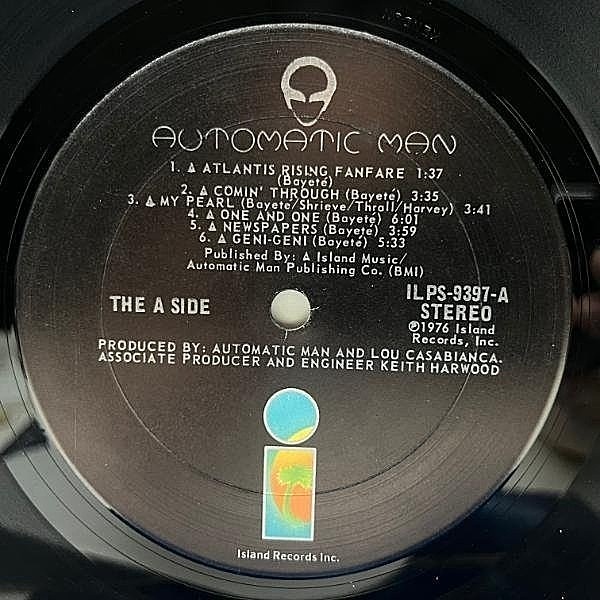 AUTOMATIC MAN
1. ATLANTIS RISING FANFARE 1:37
(Bayeté)
2. COMIN' THROUGH (Bayeté) 3:35
3. MY PEARL (Bayete/Shrieve/Thrall/Harvey) 3:41
4. ONE AND ONE (Bayeté) 6:01
5. NEWSPAPERS (Bayeté) 3:59
6. GENI-GENI (Bayeté) 5:33
Published By: Island Music/
Automatic Man Publishing Co. (BMI)
THE A SIDE
ILPS-9397-A
STEREO
℗1976 Island
Records, Inc.
PRODUCED BY: AUTOMATIC MAN AND LOU CASABIANCA.
ASSOCIATE PRODUCER AND ENGINEER KEITH HARWOOD
i
Island Records Inc.